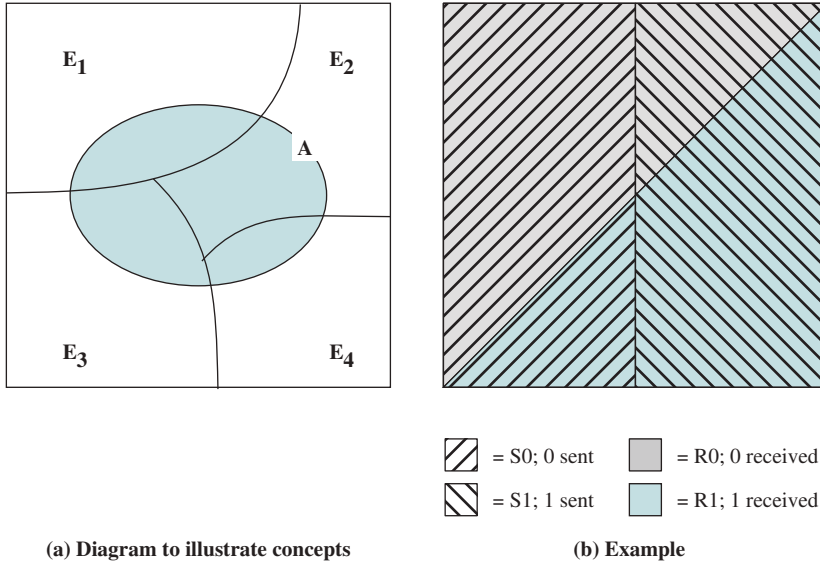 E1
E2
A
E3
E4
= S0; 0 sent
= R0; 0 received
= S1; 1 sent
= R1; 1 received
(a) Diagram to illustrate concepts
(b) Example